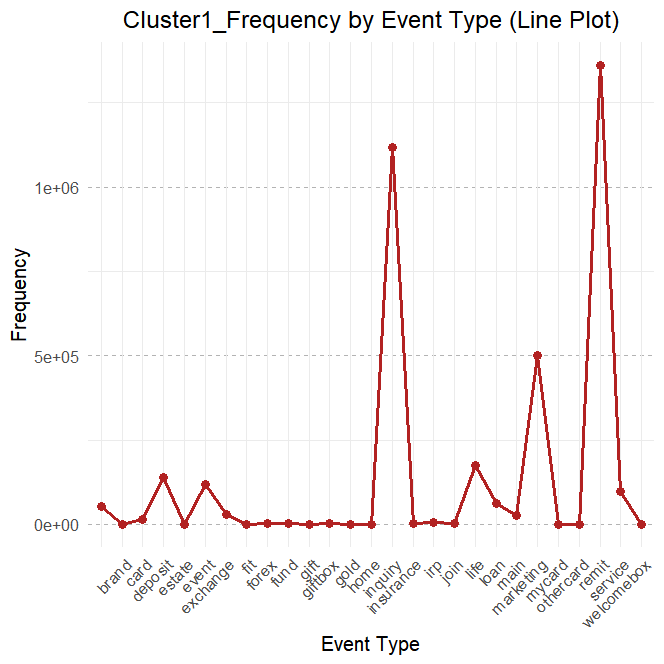 Cluster1_Frequency by Event Type (Line Plot)
Frequency
1e+06
5e+05
0e+00
brand
card
deposit
estate
event
exchange
fit
forex
fund
gift
giftbox
gold
home
inquiry
insurance
irp
join
life
loan
main
marketing
mycard
othercard
remit
service
welcomebox
Event Type